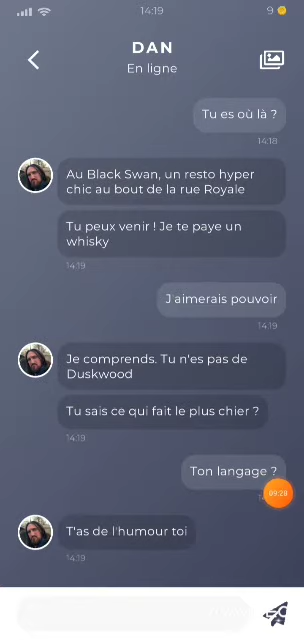 14:19
9
DAN
En ligne
Tu es où là ?
14:18
Au Black Swan, un resto hyper
chic au bout de la rue Royale
Tu peux venir ! Je te paye un
whisky
14:19
J'aimerais pouvoir
14:19
Je comprends. Tu n'es pas de
Duskwood
Tu sais ce qui fait le plus chier ?
14:19
Ton langage ?
09:28
T'as de l'humour toi
14:19